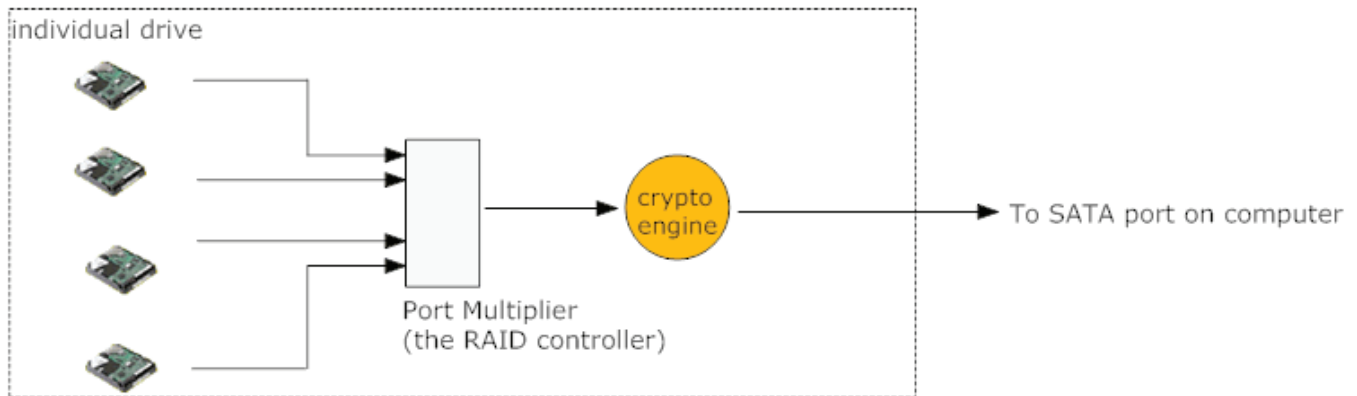 individual drive
crypto
engine
To SATA port on computer
Port Multiplier
(the RAID controller)